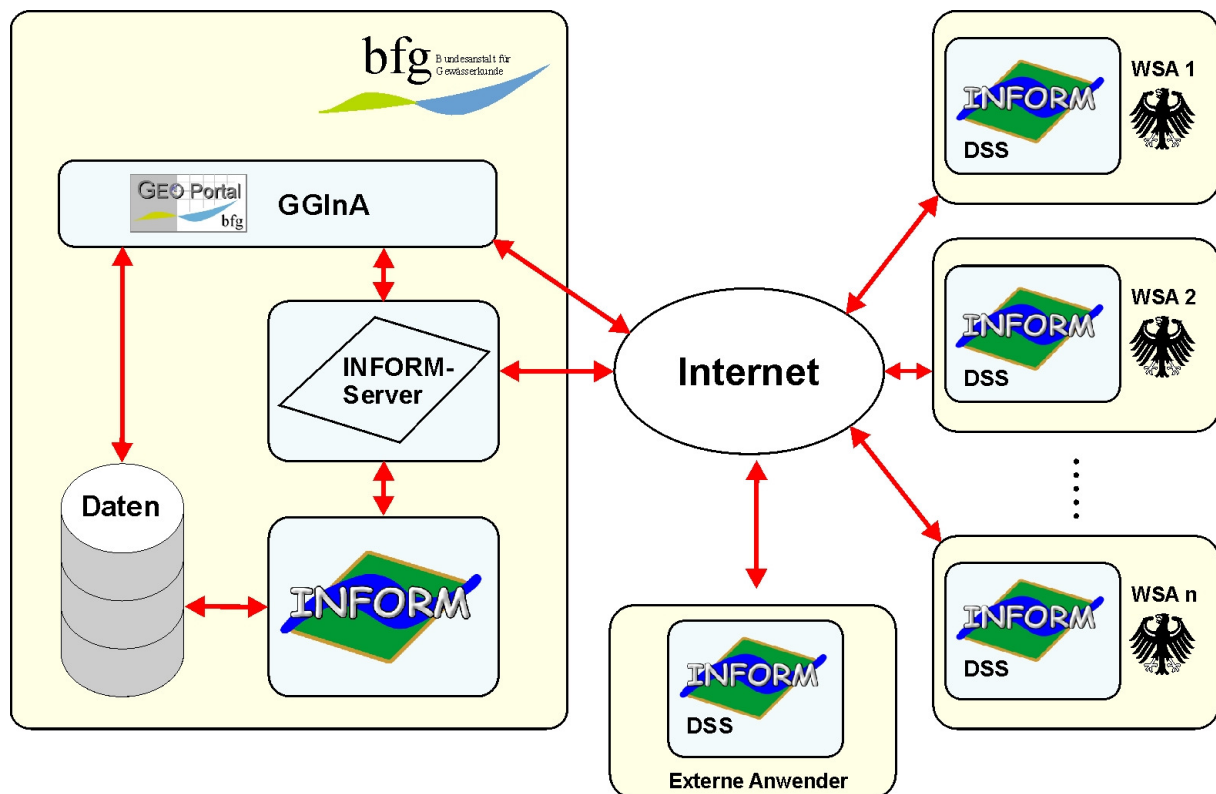 bfg
Bundesanstalt für
Gewässerkunde
GEO Portal
bfg
GGInA
INFORM-
Server
Daten
INFORM
Internet
INFORM
DSS
WSA 1
INFORM
DSS
WSA 2
INFORM
DSS
WSA n
INFORM
DSS
Externe Anwender